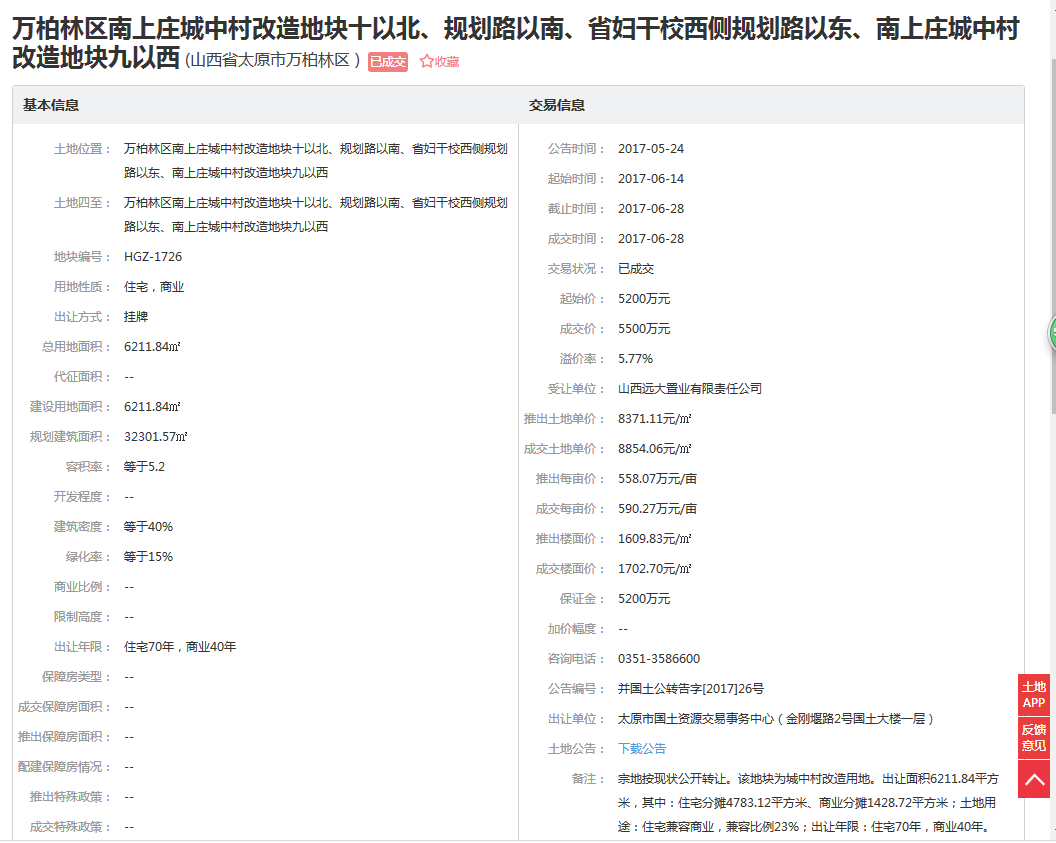 万柏林区南上庄城中村改造地块十以北、规划路以南、省妇干校西侧规划路以东、南上庄城中村
改造地块九以西 (山西省太原市万柏林区 ) 已成交 收藏
基本信息
土地位置： 万柏林区南上庄城中村改造地块十以北、规划路以南、省妇干校西侧规划
路以东、南上庄城中村改造地块九以西
土地四至： 万柏林区南上庄城中村改造地块十以北、规划路以南、省妇干校西侧规划
路以东、南上庄城中村改造地块九以西
地块编号： HGZ-1726
用地性质： 住宅，商业
出让方式： 挂牌
总用地面积： 6211.84㎡
代征面积： --
建设用地面积： 6211.84㎡
规划建筑面积： 32301.57㎡
容积率： 等于5.2
开发程度： --
建筑密度： 等于40%
绿化率： 等于15%
商业比例： --
限制高度： --
出让年限： 住宅70年，商业40年
保障房类型： --
成交保障房面积： --
推出保障房面积： --
配建保障房情况： --
推出特殊政策： --
成交特殊政策： --
交易信息
公告时间： 2017-05-24
起始时间： 2017-06-14
截止时间： 2017-06-28
成交时间： 2017-06-28
交易状况： 已成交
起始价： 5200万元
成交价： 5500万元
溢价率： 5.77%
受让单位： 山西远大置业有限责任公司
推出土地单价： 8371.11元/㎡
成交土地单价： 8854.06元/㎡
推出每亩价： 558.07万元/亩
成交每亩价： 590.27万元/亩
推出楼面价： 1609.83元/㎡
成交楼面价： 1702.70元/㎡
保证金： 5200万元
加价幅度： --
咨询电话： 0351-3586600
公告编号： 并国土公转告字[2017]26号
出让单位： 太原市国土资源交易事务中心（金刚堰路2号国土大楼一层）
土地公告： 下载公告
备注： 宗地按现状公开转让。该地块为城中村改造用地。出让面积6211.84平方
米，其中：住宅分摊4783.12平方米、商业分摊1428.72平方米；土地用
途：住宅兼容商业，兼容比例23%；出让年限：住宅70年，商业40年。
土地
APP
反馈
意见